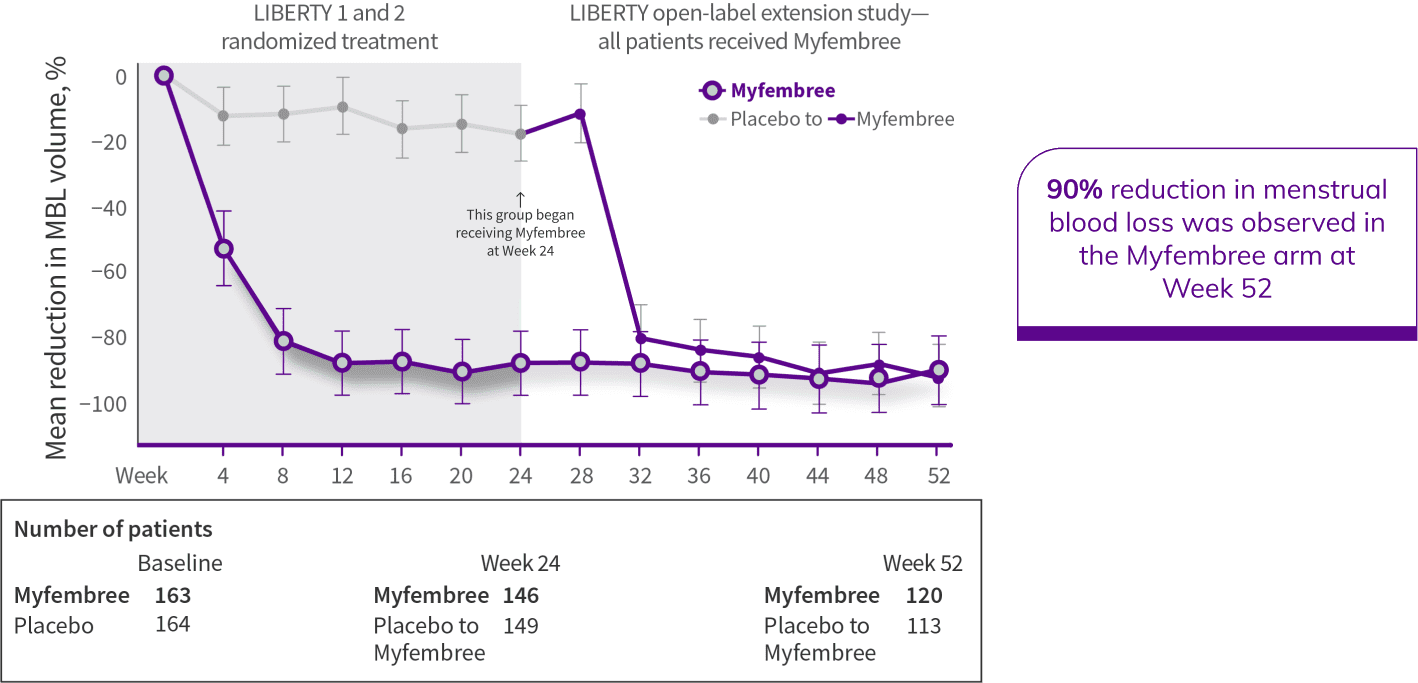 LIBERTY 1 and 2
randomized treatment
LIBERTY open-label extension study—
all patients received Myfembree
Mean reduction in MBL volume, %
0
−20
−40
−60
−80
−100
Myfembree
Placebo to Myfembree
↑
This group began
receiving Myfembree
at Week 24
Week 4 8 12 16 20 24 28 32 36 40 44 48 52
90% reduction in menstrual
blood loss was observed in
the Myfembree arm at
Week 52
Number of patients
Baseline Week 24 Week 52
Myfembree 163 Myfembree 146 Myfembree 120
Placebo 164 Placebo to 149 Placebo to 113
Myfembree Myfembree